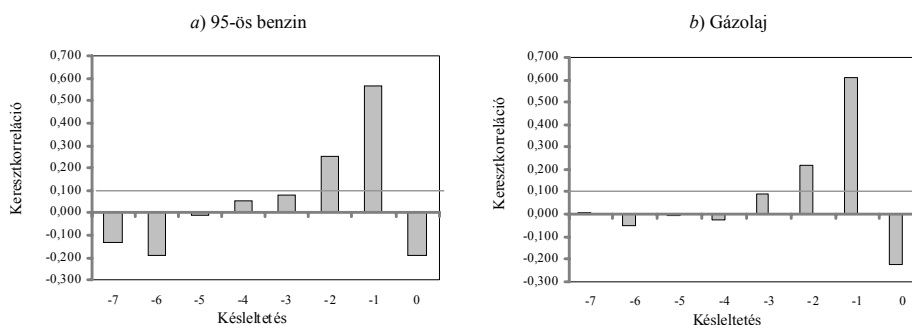 a) 95-ös benzin
Keresztkorreláció
0,700
0,600
0,500
0,400
0,300
0,200
0,100
0,000
-0,100
-0,200
-0,300
-7 -6 -5 -4 -3 -2 -1 0
Késleltetés
b) Gázolaj
Keresztkorreláció
0,700
0,600
0,500
0,400
0,300
0,200
0,100
0,000
-0,100
-0,200
-0,300
-7 -6 -5 -4 -3 -2 -1 0
Késleltetés